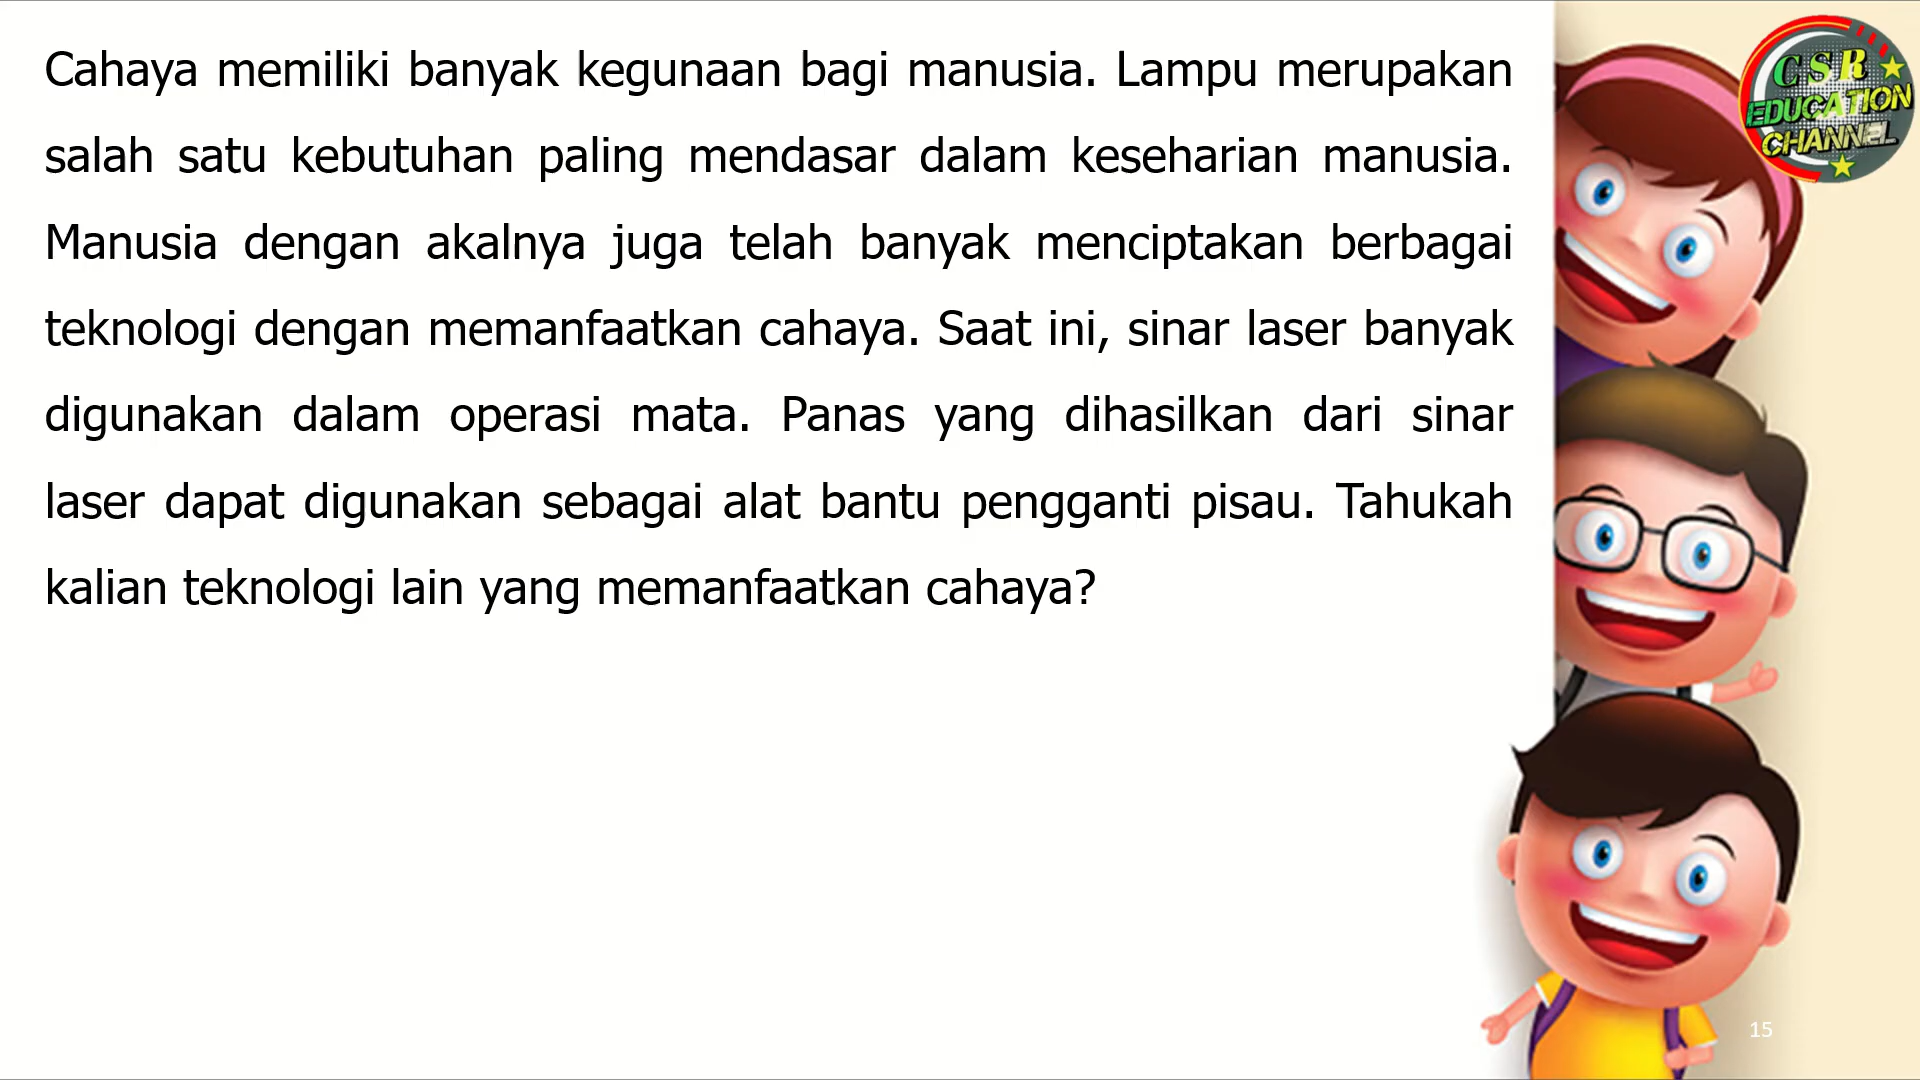 Cahaya memiliki banyak kegunaan bagi manusia. Lampu merupakan
salah satu kebutuhan paling mendasar dalam keseharian manusia.
Manusia dengan akalnya juga telah banyak menciptakan berbagai
teknologi dengan memanfaatkan cahaya. Saat ini, sinar laser banyak
digunakan dalam operasi mata. Panas yang dihasilkan dari sinar
laser dapat digunakan sebagai alat bantu pengganti pisau. Tahukah
kalian teknologi lain yang memanfaatkan cahaya?
CSR
EDUCATION
CHANNEL
15